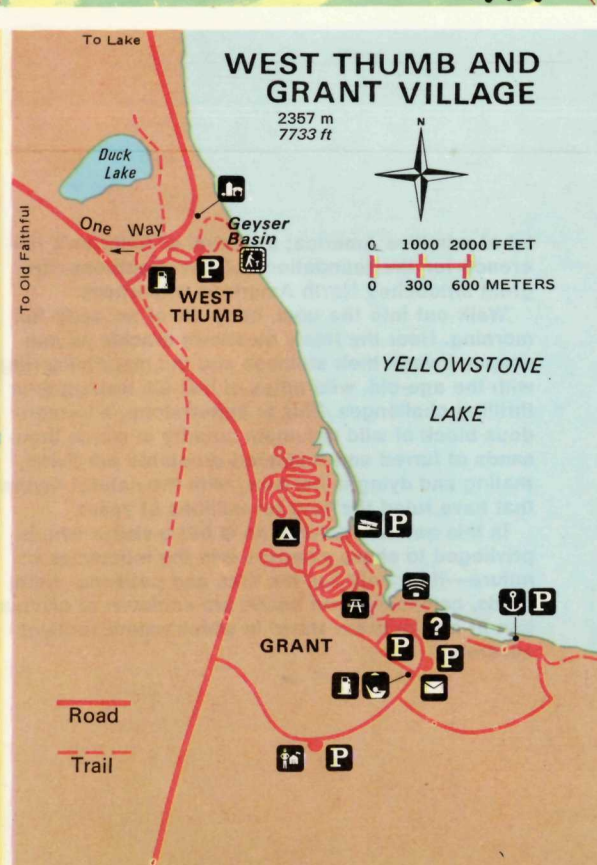 To Lake
WEST THUMB AND
GRANT VILLAGE
2357 m
7733 ft
N
Duck
Lake
One Way
Geyser
Basin
To Old Faithful
P
WEST
THUMB
0 1000 2000 FEET
0 300 600 METERS
YELLOWSTONE
LAKE
P
P
?
P
P
GRANT
Road
Trail
P